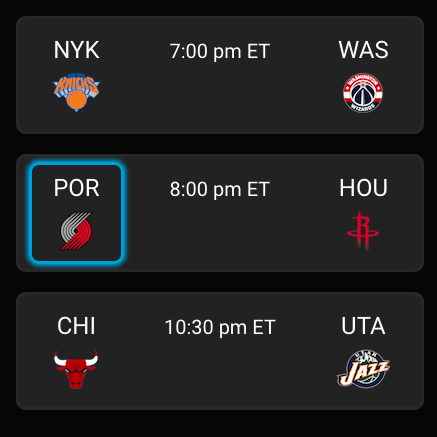 NYK 7:00 pm ET WAS
KNICKS
WASHINGTON
WIZARDS
POR 8:00 pm ET HOU
R
CHI 10:30 pm ET UTA
UTAH
JAZZ